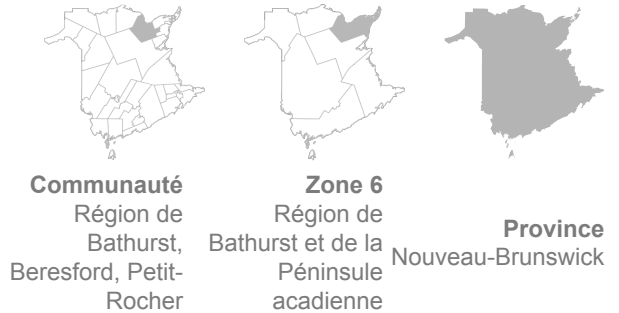 Communauté
Région de
Bathurst,
Beresford, Petit-
Rocher
Zone 6
Région de
Bathurst et de la
Péninsule
acadienne
Province
Nouveau-Brunswick